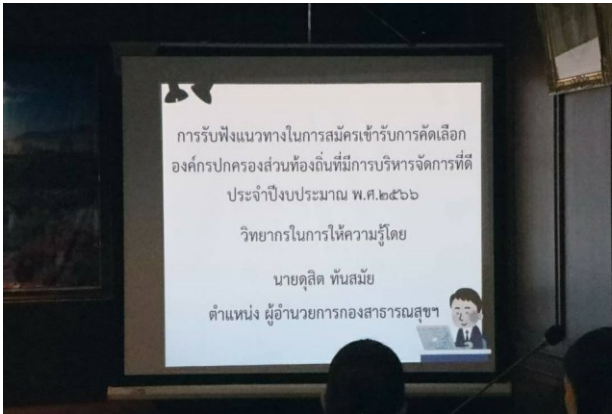 การรับฟังแนวทางในการสมัครเข้ารับการคัดเลือก
องค์กรปกครองส่วนท้องถิ่นที่มีการบริหารจัดการที่ดี
ประจำปีงบประมาณ พ.ศ.๒๕๖๖
วิทยากรในการให้ความรู้โดย
นายดุสิต ทันสมัย
ตำแหน่ง ผู้อำนวยการกองสาธารณสุขฯ